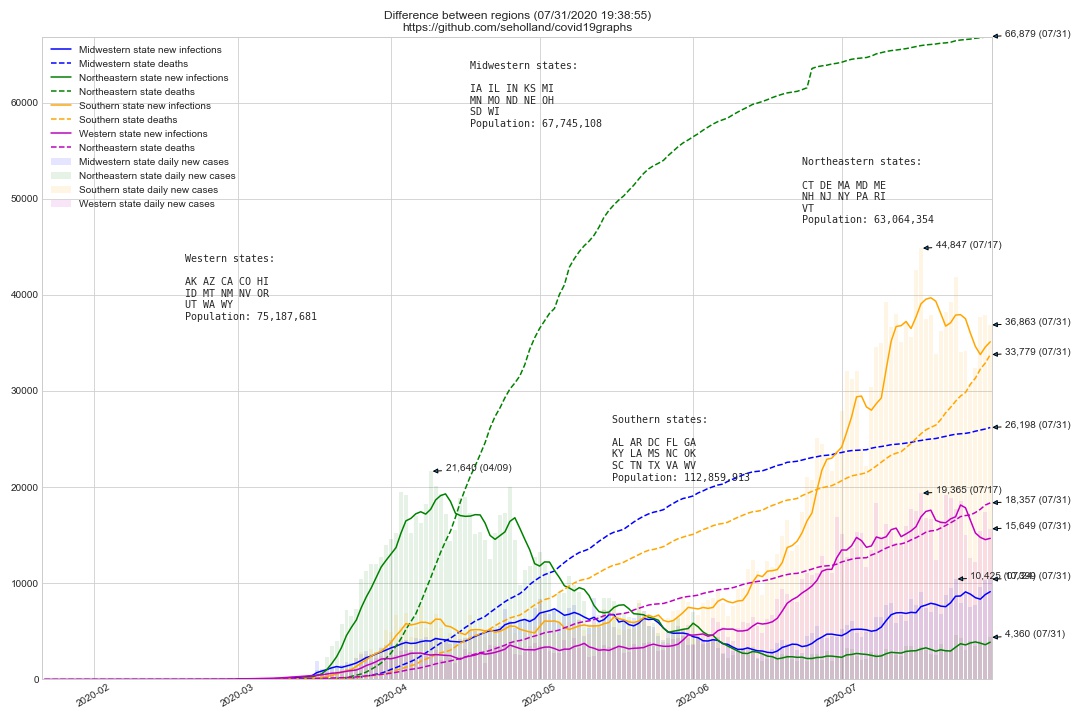 Difference between regions (07/31/2020 19:38:55)
https://github.com/seholland/covid19graphs
Midwestern state new infections
Midwestern state deaths
Northeastern state new infections
Northeastern state deaths
Southern state new infections
Southern state deaths
Western state new infections
Northeastern state deaths
Midwestern state daily new cases
Northeastern state daily new cases
Southern state daily new cases
Western state daily new cases
Midwestern states:
IA IL IN KS MI
MN MO ND NE OH
SD WI
Population: 67,745,108
Northeastern states:
CT DE MA MD ME
NH NJ NY PA RI
VT
Population: 63,064,354
Western states:
AK AZ CA CO HI
ID MT NM NV OR
UT WA WY
Population: 75,187,681
Southern states:
AL AR DC FL GA
KY LA MS NC OK
SC TN TX VA WV
Population: 112,859,913
66,879 (07/31)
44,847 (07/17)
36,863 (07/31)
33,779 (07/31)
26,198 (07/31)
21,640 (04/09)
19,365 (07/17)
18,357 (07/31)
15,649 (07/31)
10,425
(07/31)
4,360 (07/31)
60000
50000
40000
30000
20000
10000
0
2020-02
2020-03
2020-04
2020-05
2020-06
2020-07